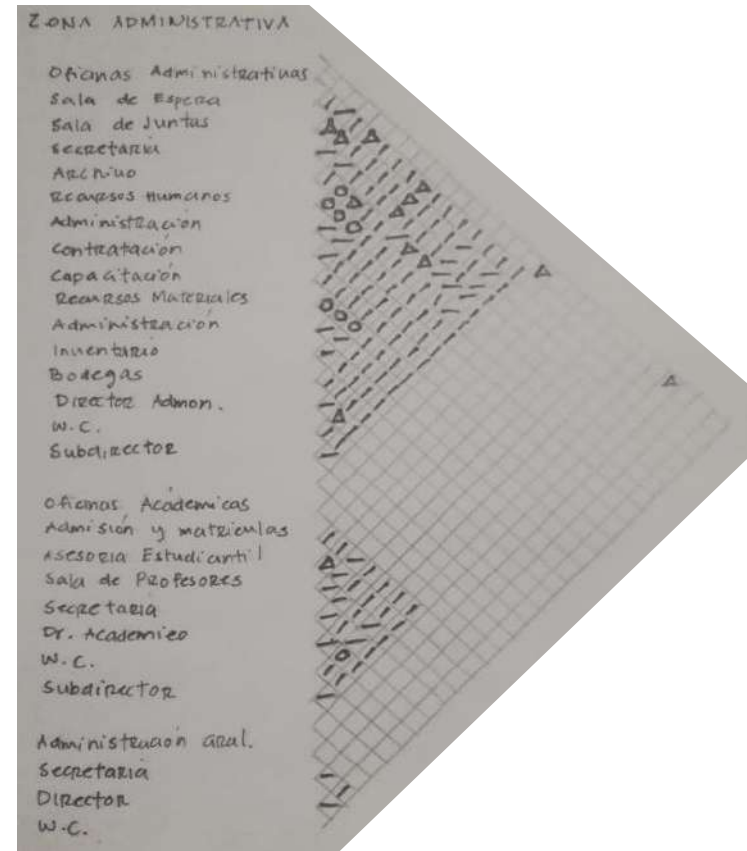 ZONA ADMINISTRATIVA
Oficinas Administrativas
Sala de Espera
Sala de Juntas
Secretaria
Archivo
Recursos Humanos
Administración
Contratación
Capacitación
Recursos Materiales
Administración
Inventario
Bodegas
Director Admon.
W.C.
Subdirector
Oficinas Académicas
Admisión y matriculas
Asesoria Estudiantil
Sala de Profesores
Secretaria
Dr. Academico
W.C.
Subdirector
Administracion Gral.
Secretaria
Director
W.C.